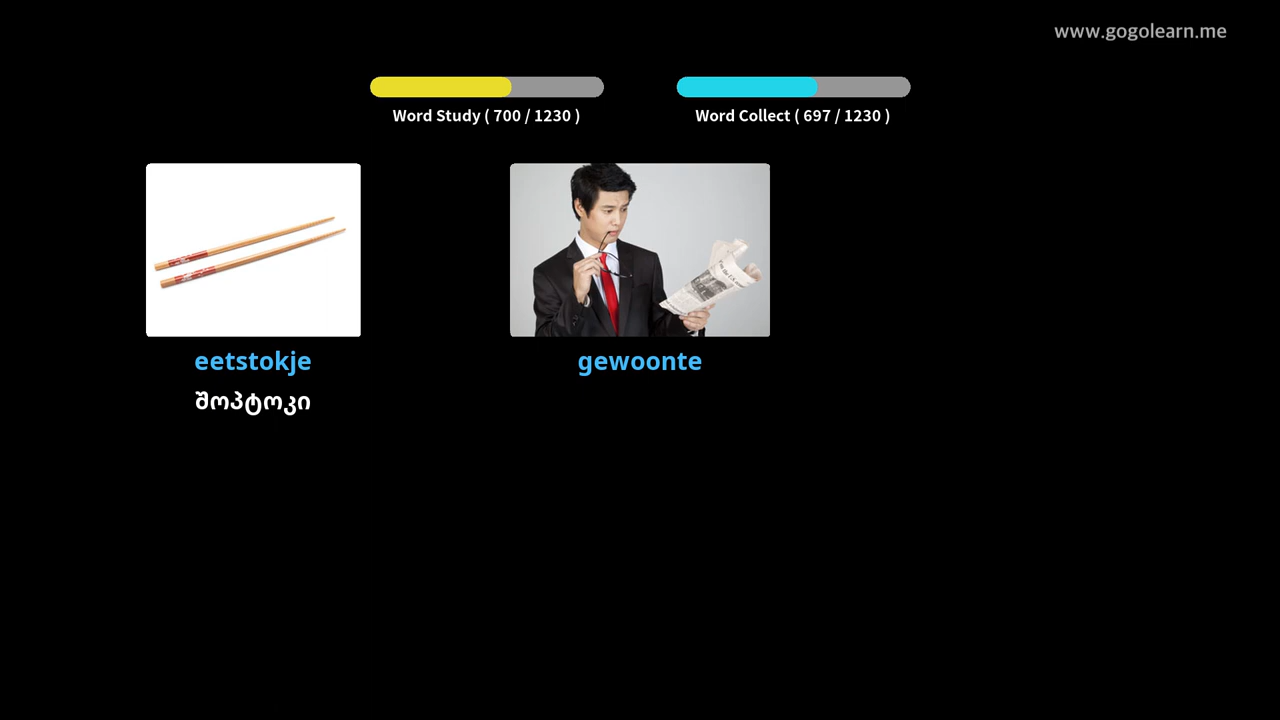 www.gogolearn.me
Word Study ( 700 / 1230 )
Word Collect ( 697 / 1230 )
eetstokje
gewoonte
შოპტოკი